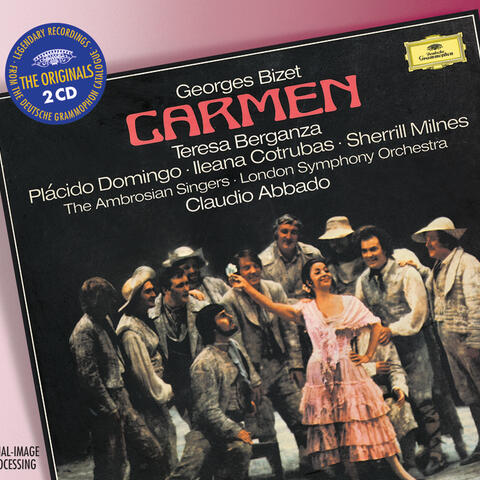 LEGENDARY RECORDINGS
FROM THE DEUTSCHE GRAMMOPHON CATALOGUE
THE ORIGINALS
2 CD
Deutsche
Grammophon
Georges Bizet
CARMEN
Teresa Berganza
Plácido Domingo · Ileana Cotrubas · Sherrill Milnes
The Ambrosian Singers · London Symphony Orchestra
Claudio Abbado
NAL-IMAGE
OCESSING